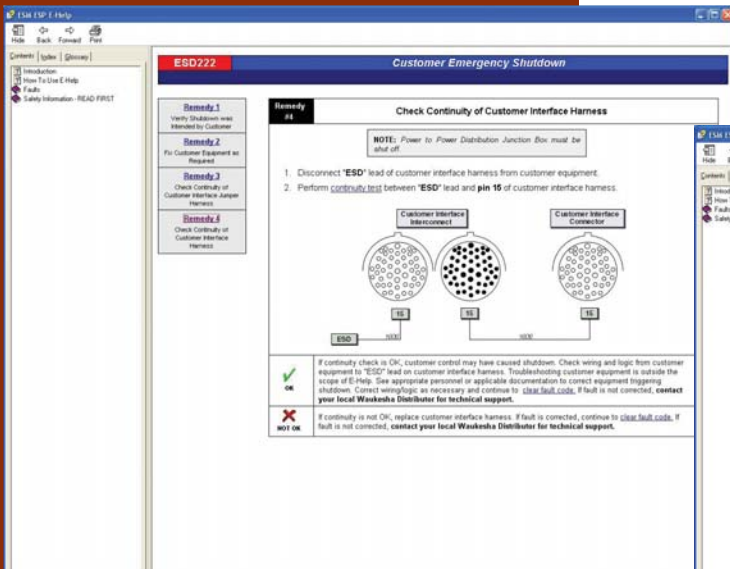 ESM ESP E-Help
Hide Back Forward Print
Contents Index Glossary
Introduction
How To Use E-Help
Faults
Safety Information - READ FIRST
ESD222
Customer Emergency Shutdown
Remedy 1
Verify Shutdown was
Intended by Customer
Remedy 2
Fix Customer Equipment as
Required
Remedy 3
Check Continuity of
Customer Interface Jumper
Harness
Remedy 4
Check Continuity of
Customer Interface
Harness
Remedy
#4
Check Continuity of Customer Interface Harness
NOTE: Power to Power Distribution Junction Box must be
shut off.
1. Disconnect "ESD" lead of customer interface harness from customer equipment.
2. Perform continuity test between "ESD" lead and pin 15 of customer interface harness.
Customer Interface
Interconnect
Customer Interface
Connector
15
15
15
ESD
OK
If continuity check is OK, customer control may have caused shutdown. Check wiring and logic from customer
equipment to "ESD" lead on customer interface harness. Troubleshooting customer equipment is outside the
scope of E-Help. See appropriate personnel or applicable documentation to correct equipment triggering
shutdown. Correct wiring/logic as necessary and continue to clear fault code. If fault is not corrected, contact
your local Waukesha Distributor for technical support.
NOT OK
If continuity is not OK, replace customer interface harness. If fault is corrected, continue to clear fault code. If
fault is not corrected, contact your local Waukesha Distributor for technical support.
ESM ES
Hide
Contents
Faults